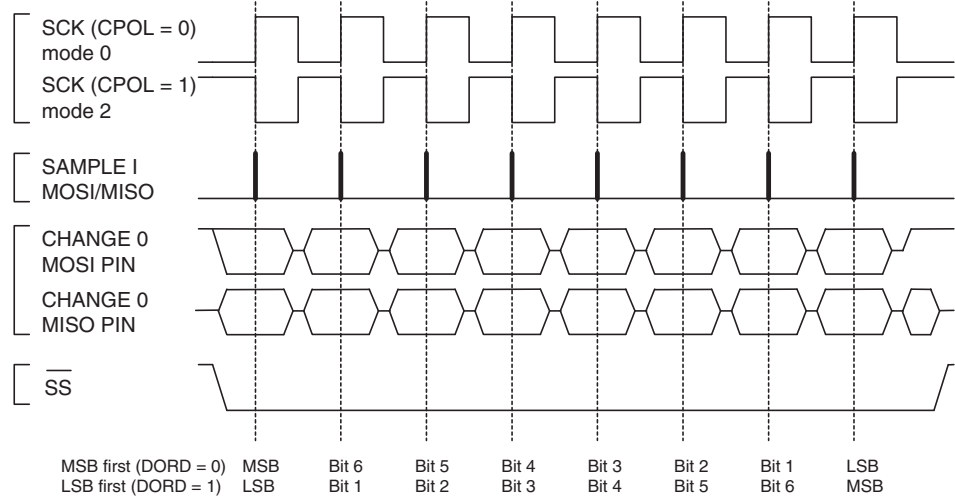 SCK (CPOL = 0)
mode 0
SCK (CPOL = 1)
mode 2
SAMPLE I
MOSI/MISO
CHANGE 0
MOSI PIN
CHANGE 0
MISO PIN
SS
MSB first (DORD = 0) MSB Bit 6 Bit 5 Bit 4 Bit 3 Bit 2 Bit 1 LSB
LSB first (DORD = 1) LSB Bit 1 Bit 2 Bit 3 Bit 4 Bit 5 Bit 6 MSB